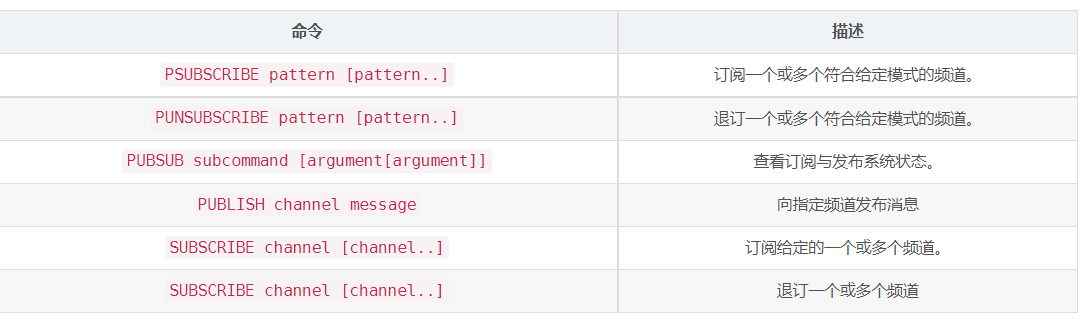 命令 描述
PSUBSCRIBE pattern [pattern..] 订阅一个或多个符合给定模式的频道。
PUNSUBSCRIBE pattern [pattern..] 退订一个或多个符合给定模式的频道。
PUBSUB subcommand [argument[argument]] 查看订阅与发布系统状态。
PUBLISH channel message 向指定频道发布消息
SUBSCRIBE channel [channel..] 订阅给定的一个或多个频道。
SUBSCRIBE channel [channel..] 退订一个或多个频道